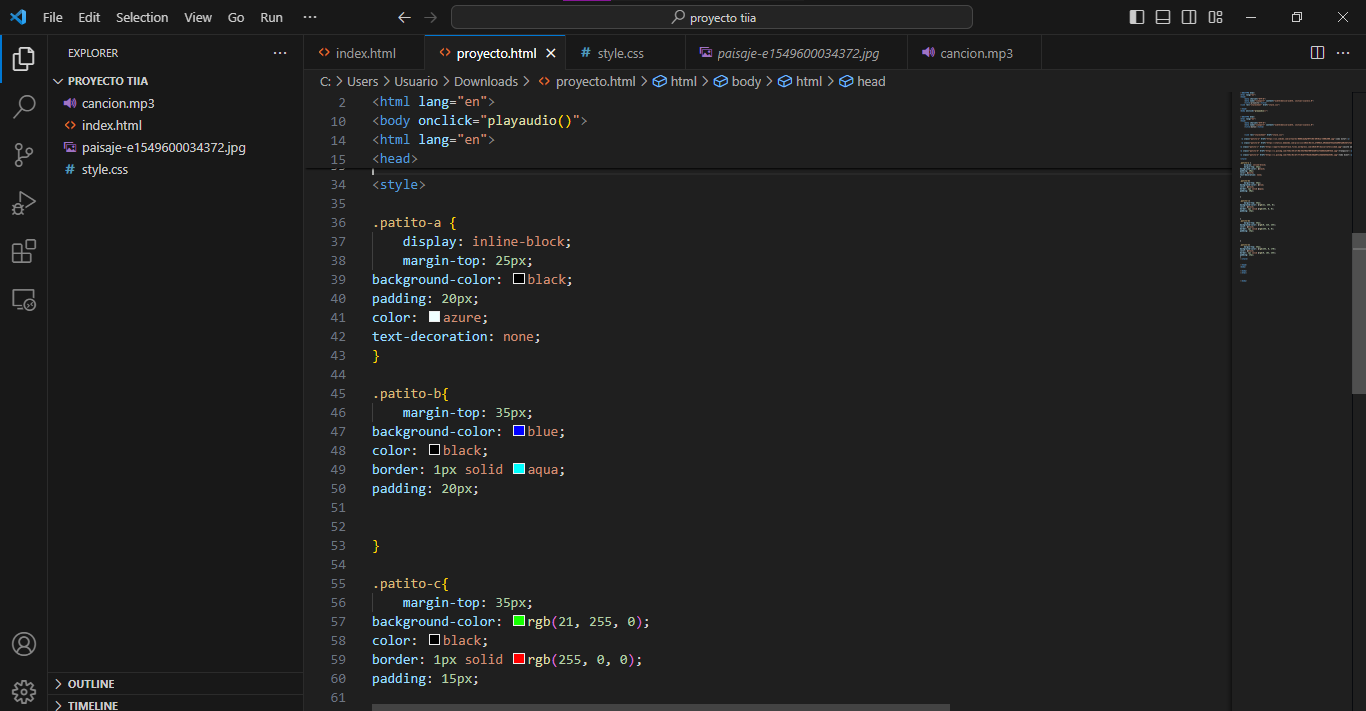 File Edit Selection View Go Run ···
proyecto tiia
EXPLORER ···
PROYECTO TIIA
cancion.mp3
index.html
paisaje-e1549600034372.jpg
# style.css
OUTLINE
TIMELINE
index.html proyecto.html # style.css paisaje-e1549600034372.jpg cancion.mp3
C: > Users > Usuario > Downloads > proyecto.html > html > body > html > head
2 <html lang="en">
10 <body onclick="playaudio()">
14 <html lang="en">
15 <head>
34 <style>
35
36 .patito-a {
37 display: inline-block;
38 margin-top: 25px;
39 background-color: black;
40 padding: 20px;
41 color: azure;
42 text-decoration: none;
43 }
44
45 .patito-b{
46 margin-top: 35px;
47 background-color: blue;
48 color: black;
49 border: 1px solid aqua;
50 padding: 20px;
51
52
53 }
54
55 .patito-c{
56 margin-top: 35px;
57 background-color: rgb(21, 255, 0);
58 color: black;
59 border: 1px solid rgb(255, 0, 0);
60 padding: 15px;
61